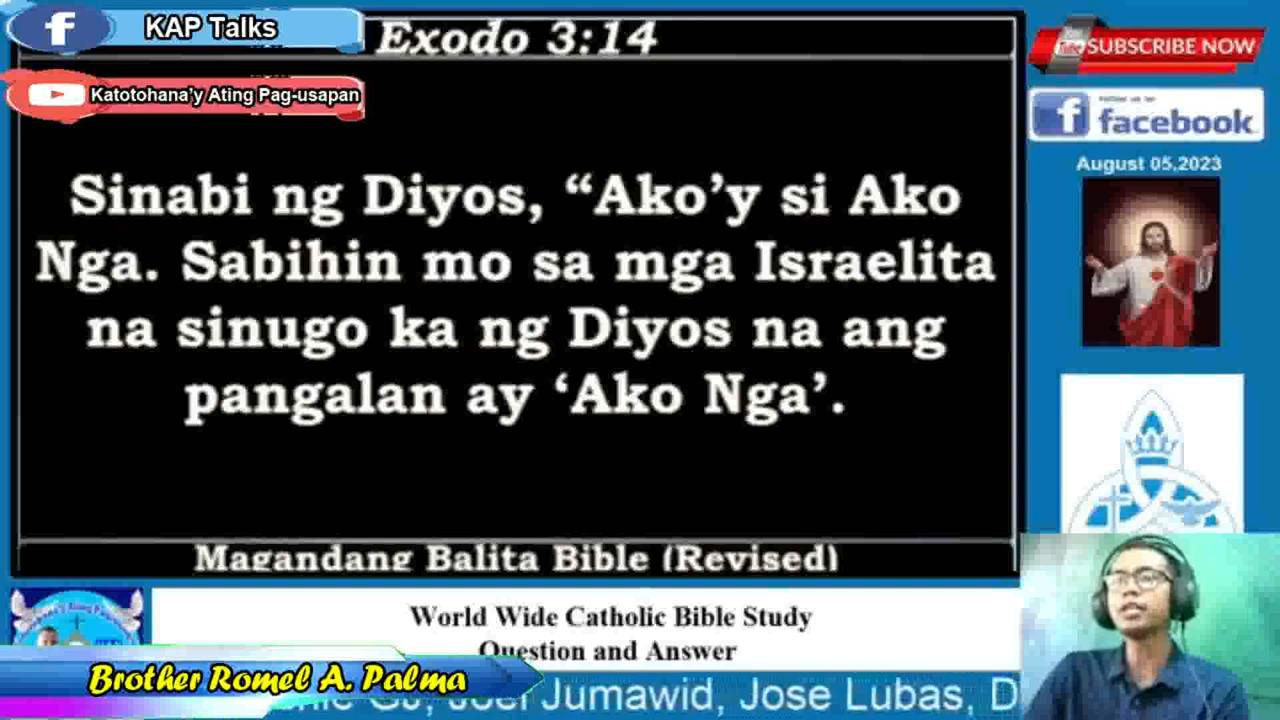 KAP Talks
Katotohana'y Ating Pag-usapan
Exodo 3:14
Sinabi ng Diyos, “Ako’y si Ako
Nga. Sabihin mo sa mga Israelita
na sinugo ka ng Diyos na ang
pangalan ay ‘Ako Nga’.
Magandang Balita Bible (Revised)
SUBSCRIBE NOW
facebook
August 05,2023
World Wide Catholic Bible Study
Question and Answer
Brother Romel A. Palma
Jumawid, Jose Lubas, D